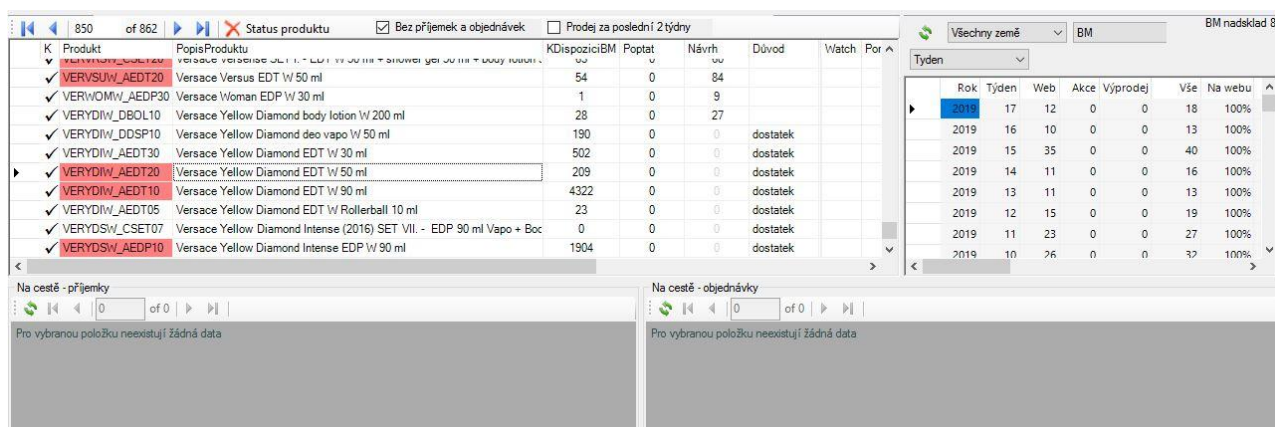 850 of 862 Status produktu Bez příjemek a objednávek Prodej za poslední 2 týdny
K Produkt PopisProduktu KDispoziciBM Poptat Návrh Důvod Watch Por
VERVSUW_AEDT20 Versace Versus EDT W 50 ml 54 0 84
VERWOMW_AEDP30 Versace Woman EDP W 30 ml 1 0 9
VERYDIW_DBOL10 Versace Yellow Diamond body lotion W 200 ml 28 0 27
VERYDIW_DDSP10 Versace Yellow Diamond deo vapo W 50 ml 190 0 0 dostatek
VERYDIW_AEDT30 Versace Yellow Diamond EDT W 30 ml 502 0 0 dostatek
VERYDIW_AEDT20 Versace Yellow Diamond EDT W 50 ml 209 0 0 dostatek
VERYDIW_AEDT10 Versace Yellow Diamond EDT W 90 ml 4322 0 0 dostatek
VERYDIW_AEDT05 Versace Yellow Diamond EDT W Rollerball 10 ml 23 0 0 dostatek
VERYDSW_CSET07 Versace Yellow Diamond Intense (2016) SET VII. - EDP 90 ml Vapo + Boc 0 0 0 dostatek
VERYDSW_AEDP10 Versace Yellow Diamond Intense EDP W 90 ml 1904 0 0 dostatek
Všechny země BM BM nadsklad 8
Tyden
Rok Týden Web Akce Výprodej Vše Na webu
2019 17 12 0 0 18 100%
2019 16 10 0 0 13 100%
2019 15 35 0 0 40 100%
2019 14 11 0 0 16 100%
2019 13 11 0 0 13 100%
2019 12 15 0 0 19 100%
2019 11 23 0 0 27 100%
2019 10 26 0 0 32 100%
Na cestě - příjemky
0 of 0
Pro vybranou položku neexistují žádná data
Na cestě - objednávky
0 of 0
Pro vybranou položku neexistují žádná data